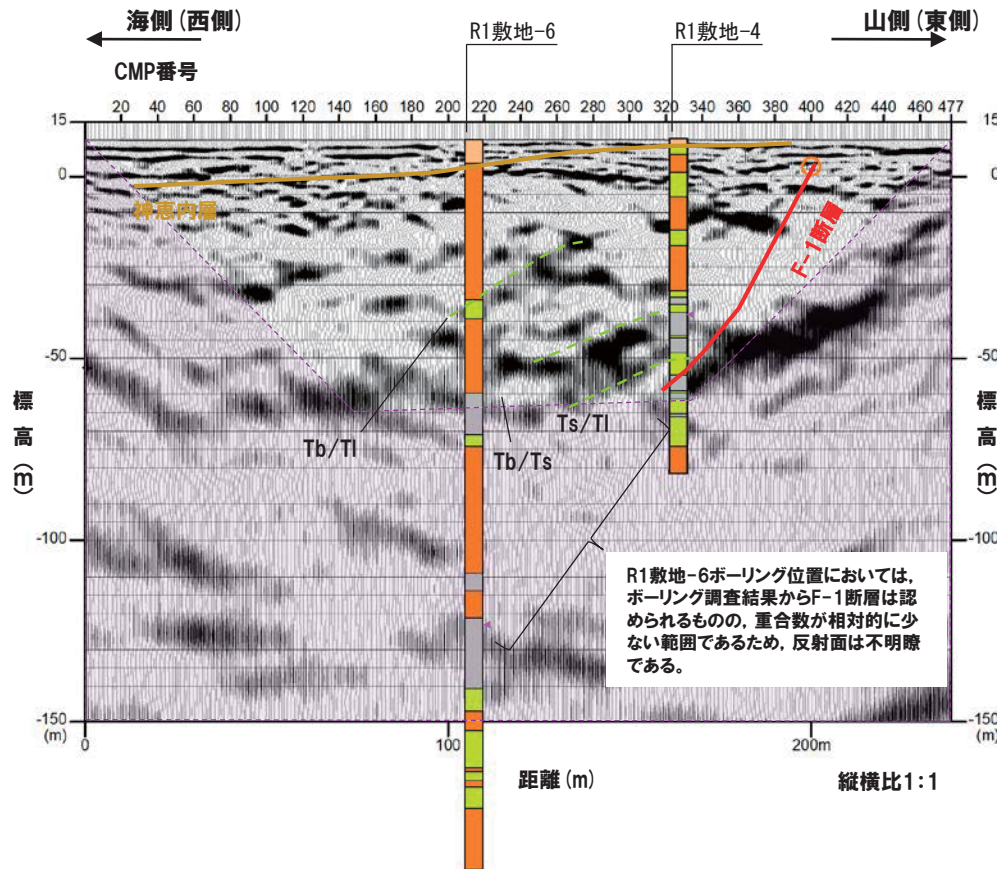 海側(西側)
R1敷地-6
R1敷地-4
山側(東側)
CMP番号
20 40 60 80 100 120 140 160 180 200 220 240 260 280 300 320 340 360 380 400 420 440 460 477
15
15
0
0
神恵内層
F-1断層
-50
-50
標高(m)
標高(m)
Tb/Tl
Tb/Ts
Ts/Tl
-100
-100
R1敷地-6ボーリング位置においては,
ボーリング調査結果からF-1断層は認
められるものの, 重合数が相対的に少
ない範囲であるため, 反射面は不明瞭
である。
-150
-150
(m)
(m)
0
100
200m
距離(m)
縦横比1:1